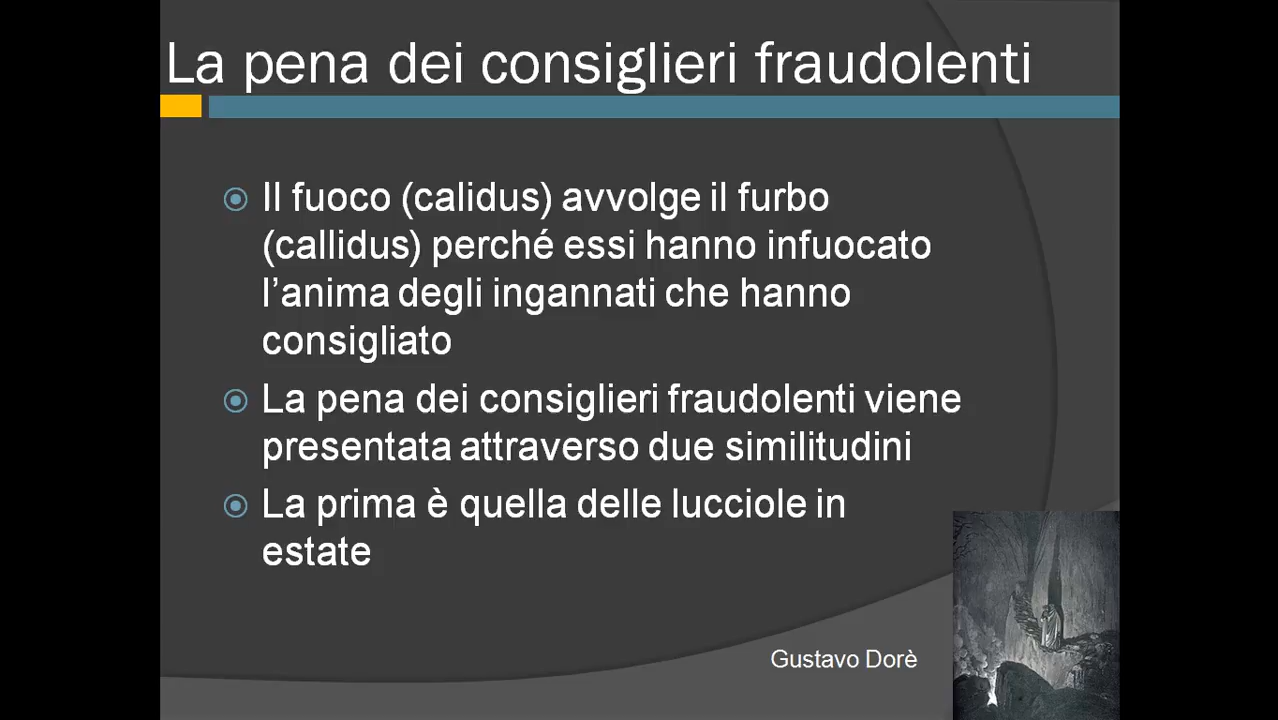 La pena dei consiglieri fraudolenti
Il fuoco (calidus) avvolge il furbo
(callidus) perché essi hanno infuocato
l’anima degli ingannati che hanno
consigliato
La pena dei consiglieri fraudolenti viene
presentata attraverso due similitudini
La prima è quella delle lucciole in
estate
Gustavo Dorè